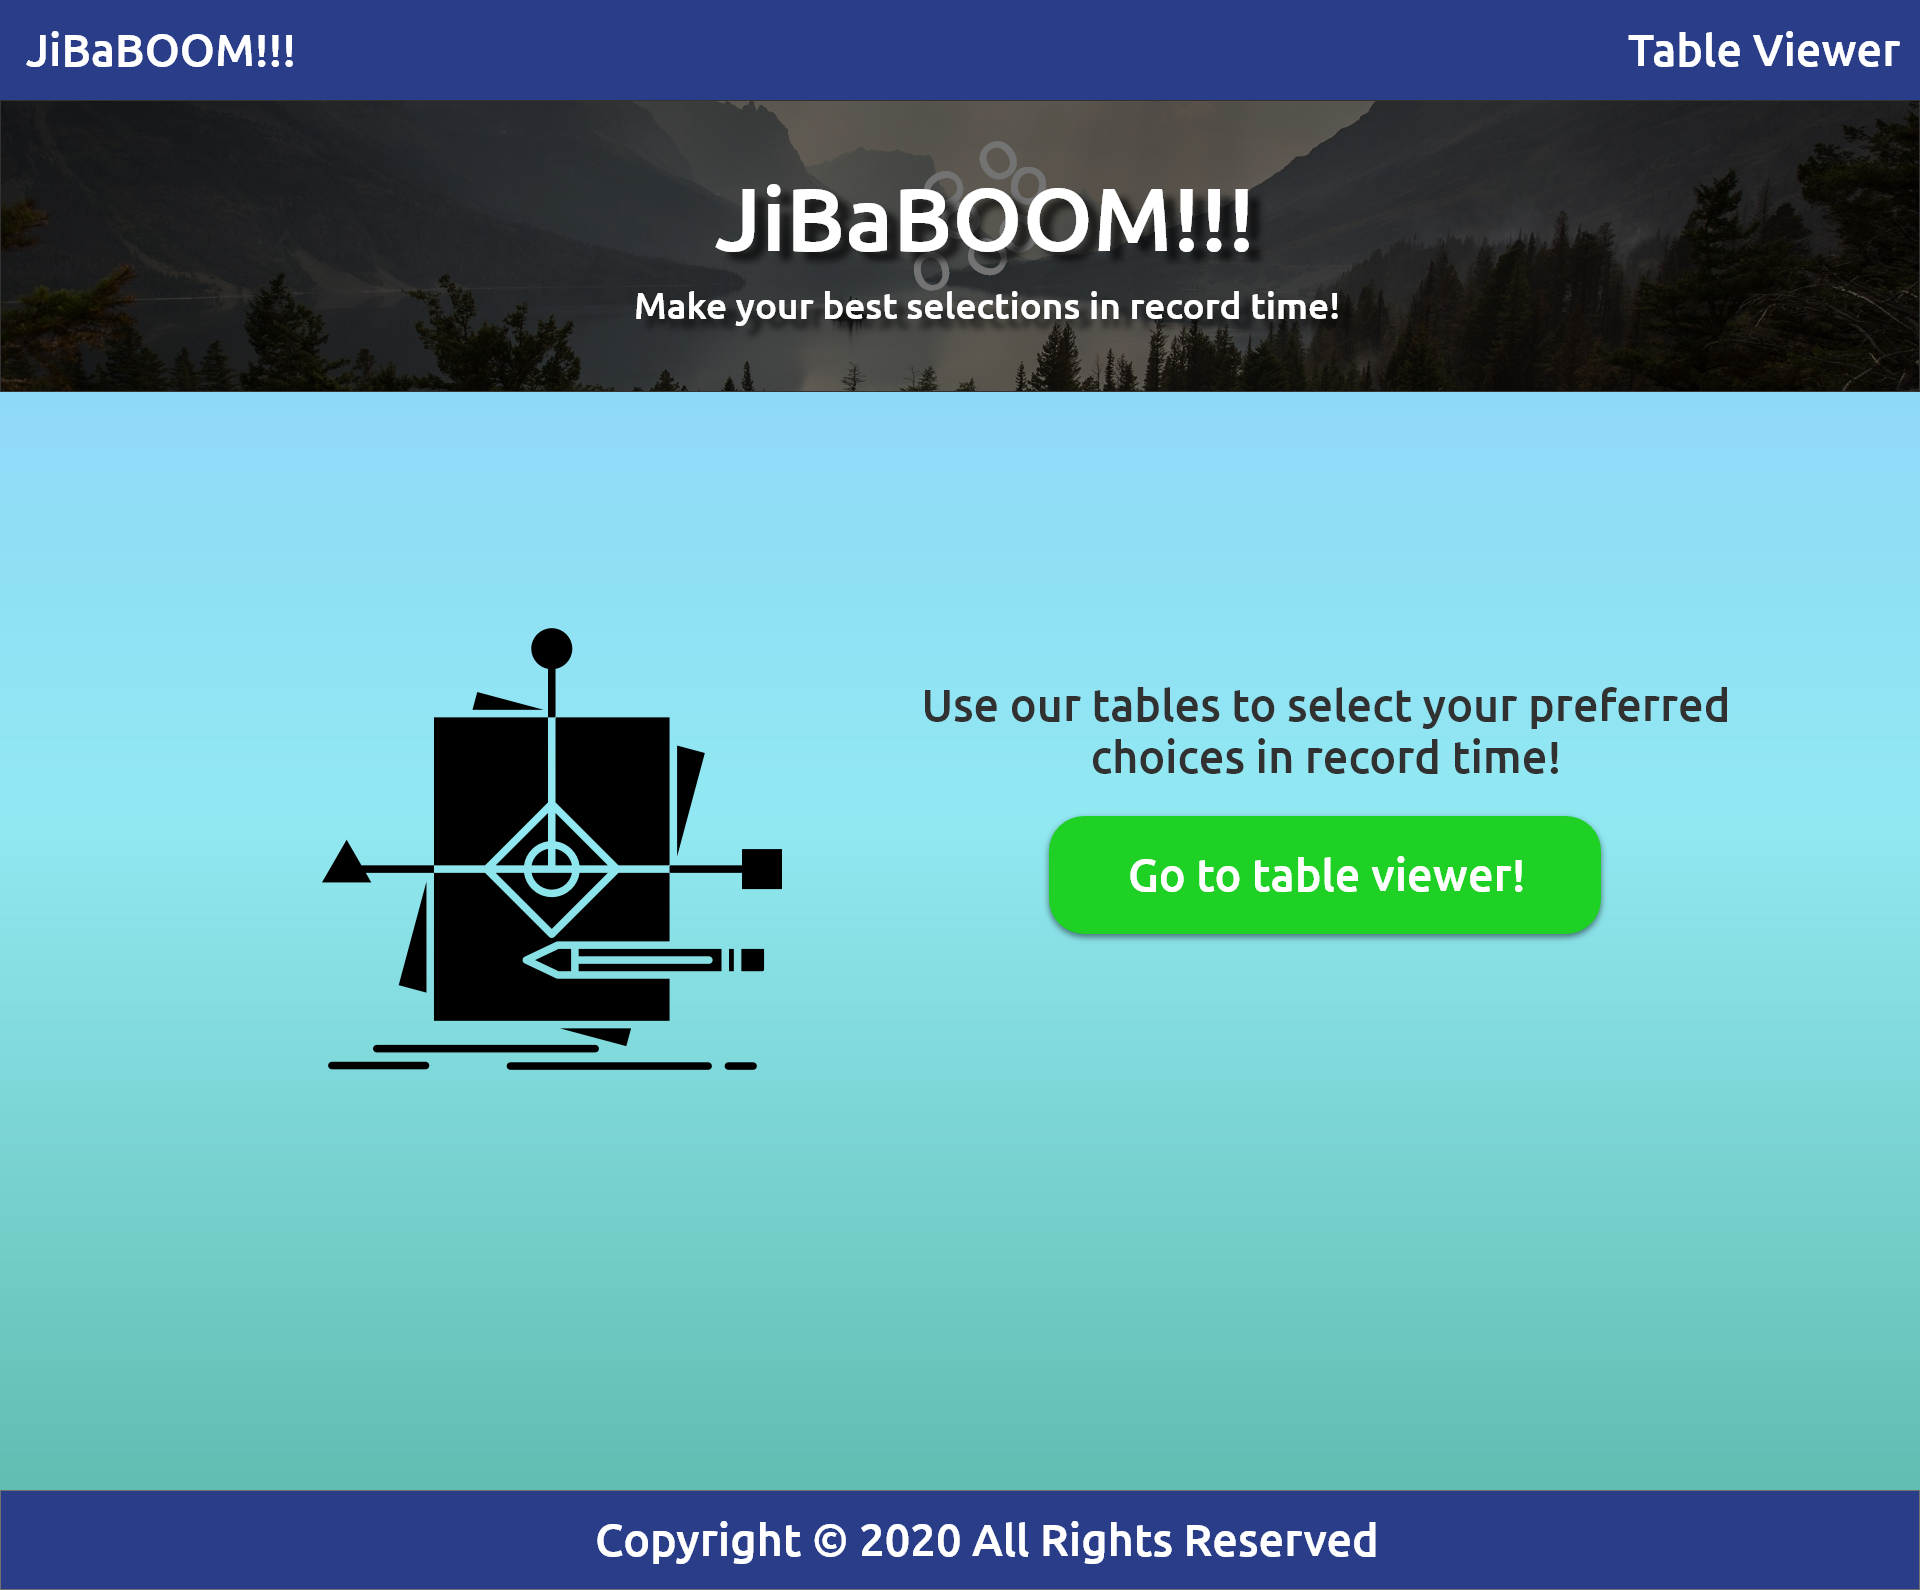 JiBaBOOM!!!
Table Viewer
JiBaBOOM!!!
Make your best selections in record time!
Use our tables to select your preferred
choices in record time!
Go to table viewer!
Copyright © 2020 All Rights Reserved